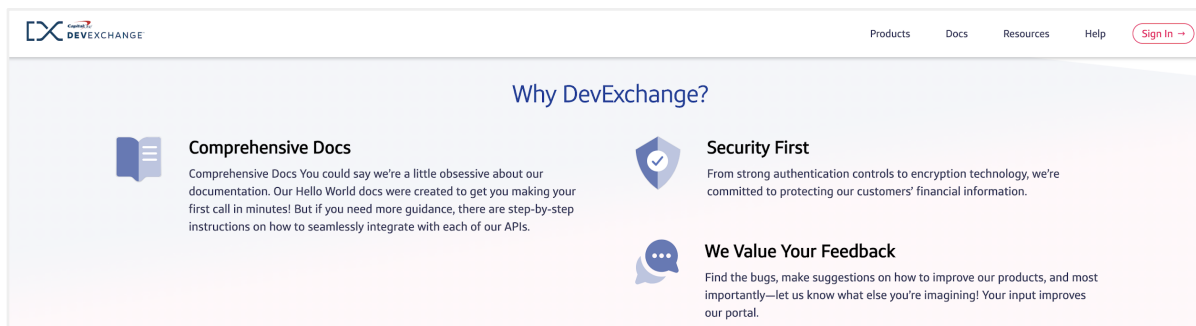 Capital One
DEVEXCHANGE
Products
Docs
Resources
Help
Sign In →
Why DevExchange?
Comprehensive Docs
Comprehensive Docs You could say we're a little obsessive about our
documentation. Our Hello World docs were created to get you making your
first call in minutes! But if you need more guidance, there are step-by-step
instructions on how to seamlessly integrate with each of our APIs.
Security First
From strong authentication controls to encryption technology, we're
committed to protecting our customers' financial information.
We Value Your Feedback
Find the bugs, make suggestions on how to improve our products, and most
importantly—let us know what else you're imagining! Your input improves
our portal.